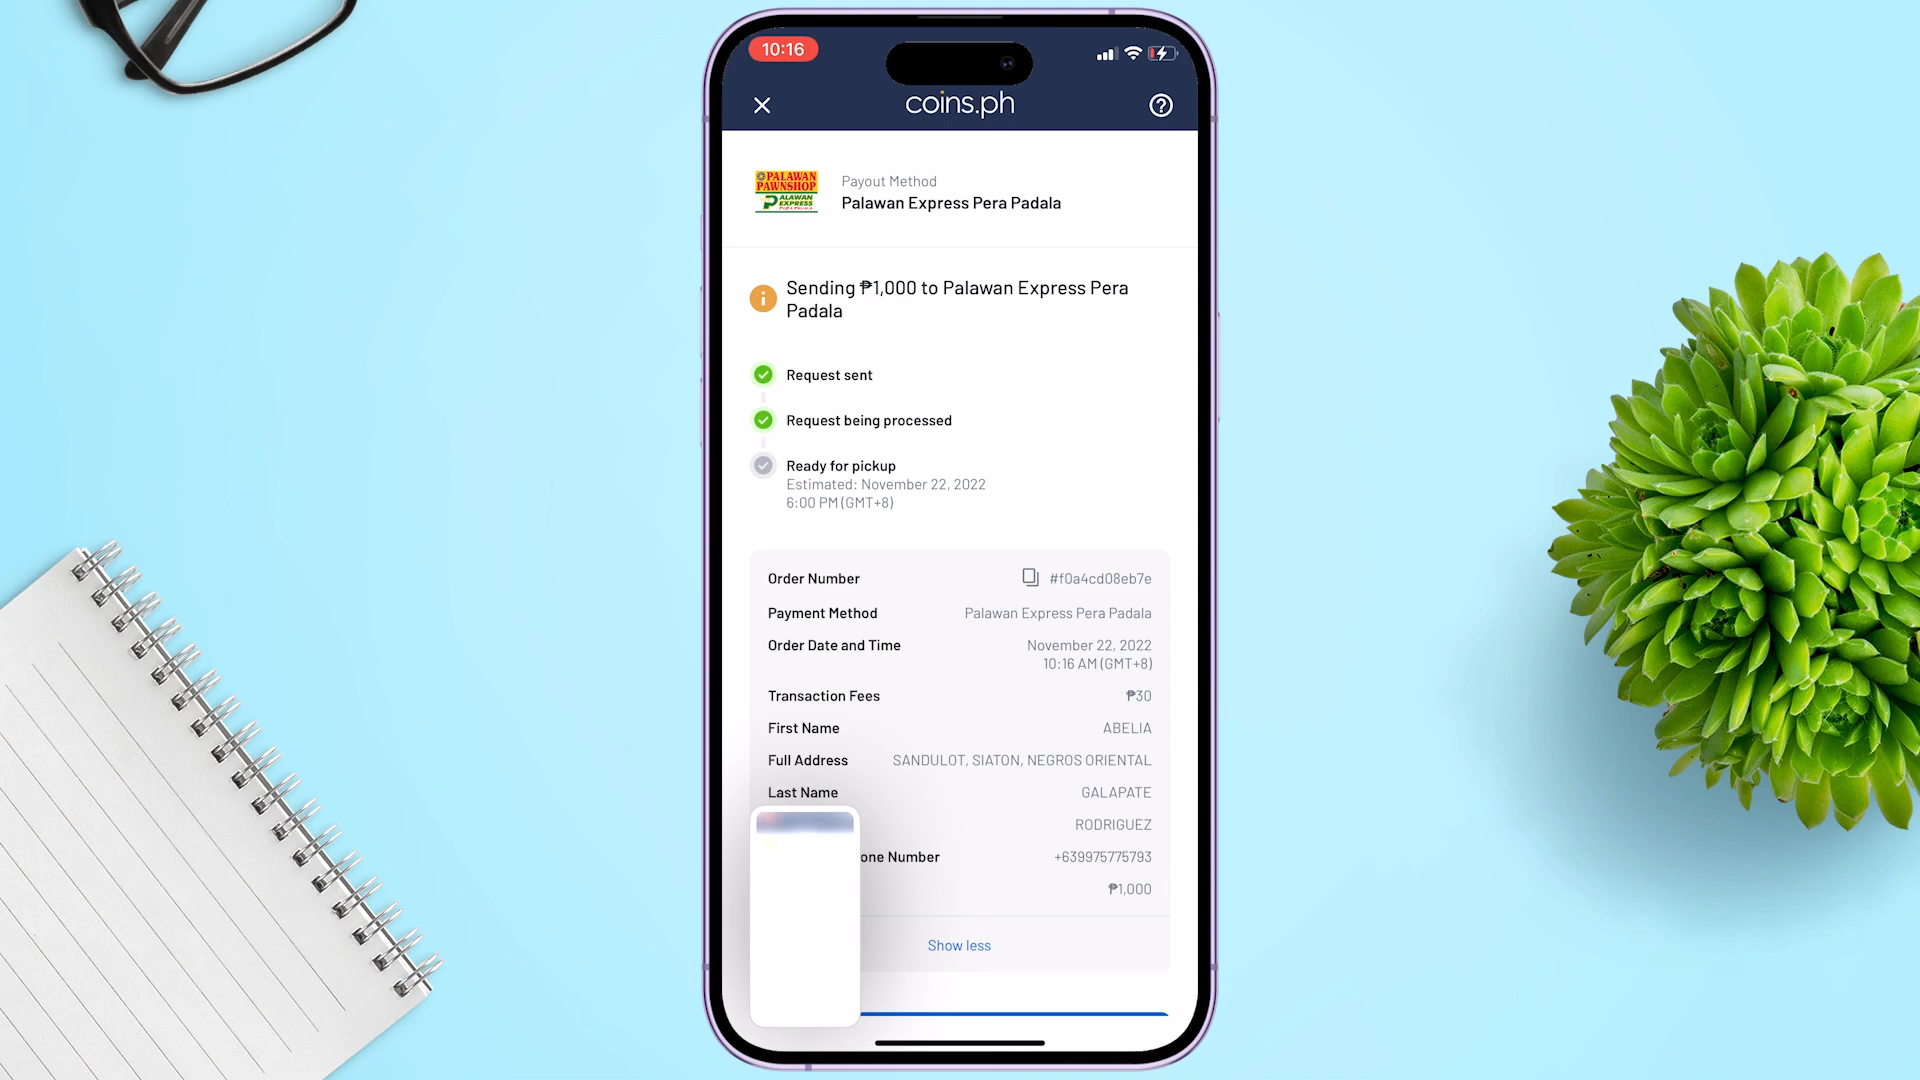 10:16
coins.ph
PALAWAN
PAWNSHOP
PALAWAN
EXPRESS
PERA PADALA
Payout Method
Palawan Express Pera Padala
Sending ₱1,000 to Palawan Express Pera
Padala
Request sent
Request being processed
Ready for pickup
Estimated: November 22, 2022
6:00 PM (GMT+8)
Order Number #f0a4cd08eb7e
Payment Method Palawan Express Pera Padala
Order Date and Time November 22, 2022
10:16 AM (GMT+8)
Transaction Fees ₱30
First Name ABELIA
Full Address SANDULOT, SIATON, NEGROS ORIENTAL
Last Name GALAPATE
RODRIGUEZ
one Number +639975775793
₱1,000
Show less